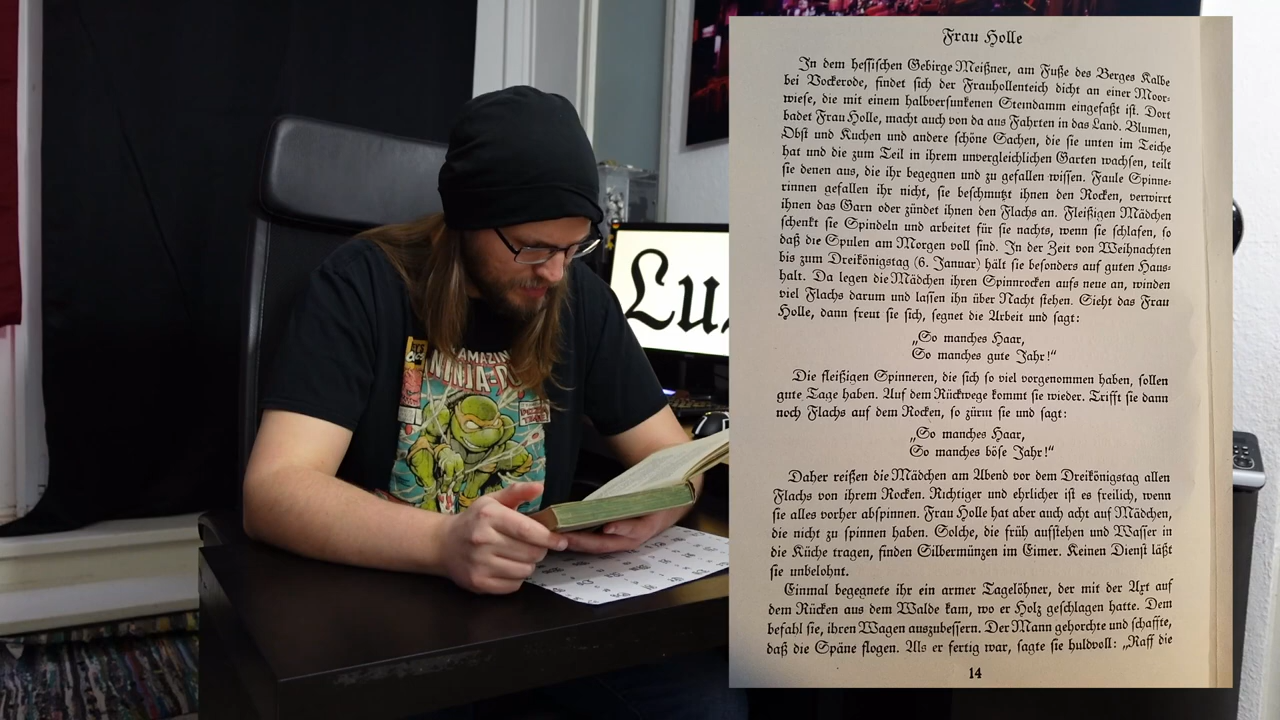 Frau Holle
In dem hessischen Gebirge Meißner, am Fuße des Berges Kalbe
bei Vockerode, findet sich der Frauhollenteich dicht an einer Moor-
wiese, die mit einem halbversunkenen Steindamm eingefaßt ist. Dort
badet Frau Holle, macht auch von da aus Fahrten in das Land. Blumen,
Obst und Kuchen und andere schöne Sachen, die sie unten im Teiche
hat und die zum Teil in ihrem unvergleichlichen Garten wachsen, teilt
sie denen aus, die ihr begegnen und zu gefallen wissen. Faule Spinne-
rinnen gefallen ihr nicht, sie beschmutzt ihnen den Rocken, verwirrt
ihnen das Garn oder zündet ihnen den Flachs an. Fleißigen Mädchen
schenkt sie Spindeln und arbeitet für sie nachts, wenn sie schlafen, so
daß die Spulen am Morgen voll sind. In der Zeit von Weihnachten
bis zum Dreikönigstag (6. Januar) hält sie besonders auf guten Haus-
halt. Da legen die Mädchen ihren Spinnrocken aufs neue an, winden
viel Flachs darum und lassen ihn über Nacht stehen. Sieht das Frau
Holle, dann freut sie sich, segnet die Arbeit und sagt:
„So manches Haar,
So manches gute Jahr!“
Die fleißigen Spinneren, die sich so viel vorgenommen haben, sollen
gute Tage haben. Auf dem Rückwege kommt sie wieder. Trifft sie dann
noch Flachs auf dem Rocken, so zürnt sie und sagt:
„So manches Haar,
So manches böse Jahr!“
Daher reißen die Mädchen am Abend vor dem Dreikönigstag allen
Flachs von ihrem Rocken. Richtiger und ehrlicher ist es freilich, wenn
sie alles vorher abspinnen. Frau Holle hat aber auch acht auf Mädchen,
die nicht zu spinnen haben. Solche, die früh aufstehen und Wasser in
die Küche tragen, finden Silbermünzen im Eimer. Keinen Dienst läßt
sie unbelohnt.
Einmal begegnete ihr ein armer Tagelöhner, der mit der Axt auf
dem Rücken aus dem Walde kam, wo er Holz geschlagen hatte. Dem
befahl sie, ihren Wagen auszubessern. Der Mann gehorchte und schaffte,
daß die Späne flogen. Als er fertig war, sagte sie huldvoll: „Raff die
14
AMAZIN
NINJA-
Lux